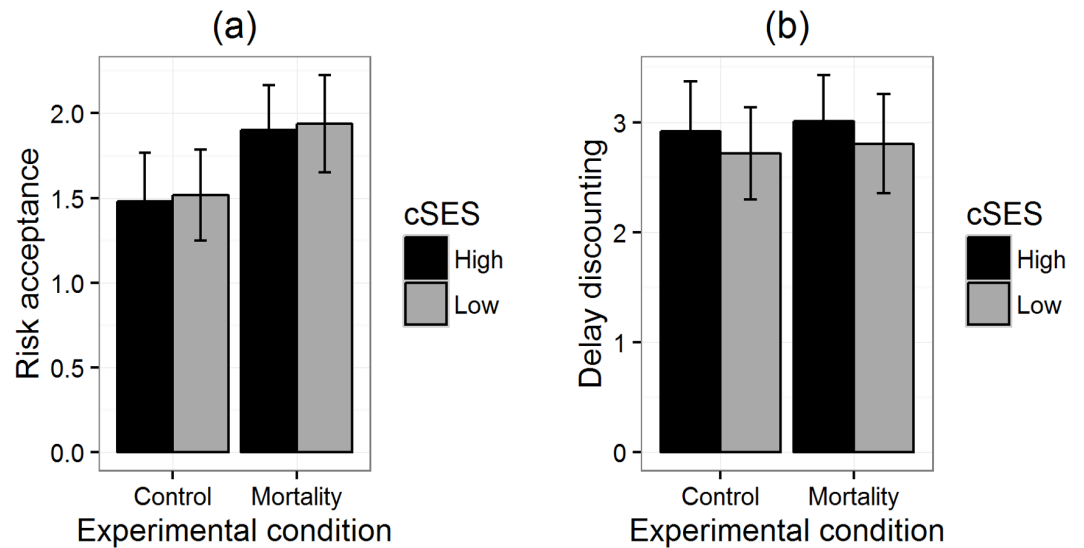 (a)
Risk acceptance
2.0
1.5
1.0
0.5
0.0
Control Mortality
Experimental condition
cSES
High
Low
(b)
Delay discounting
3
2
1
0
Control Mortality
Experimental condition
cSES
High
Low